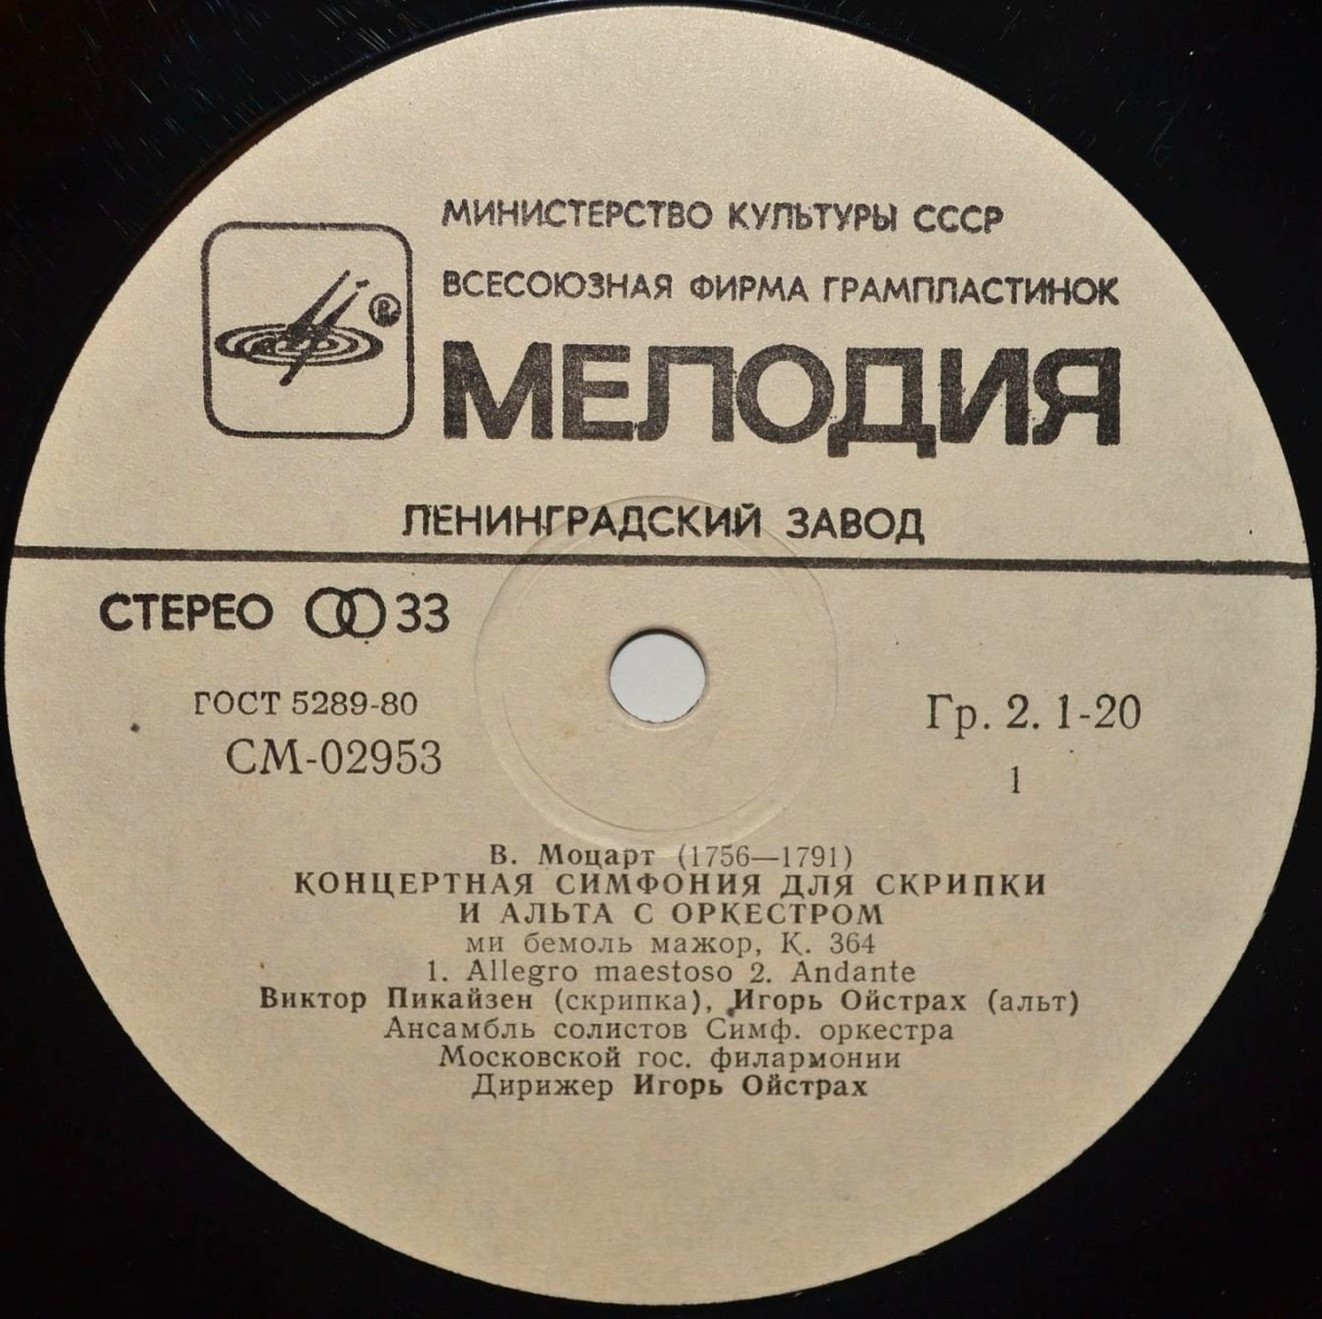 МИНИСТЕРСТВО КУЛЬТУРЫ СССР
ВСЕСОЮЗНАЯ ФИРМА ГРАМПЛАСТИНОК
®
МЕЛОДИЯ
ЛЕНИНГРАДСКИЙ ЗАВОД
СТЕРЕО 33
ГОСТ 5289-80
СМ-02953
Гр. 2. 1-20
1
В. Моцарт (1756—1791)
КОНЦЕРТНАЯ СИМФОНИЯ ДЛЯ СКРИПКИ
И АЛЬТА С ОРКЕСТРОМ
ми бемоль мажор, К. 364
1. Allegro maestoso 2. Andante
Виктор Пикайзен (скрипка), Игорь Ойстрах (альт)
Ансамбль солистов Симф. оркестра
Московской гос. филармонии
Дирижер Игорь Ойстрах